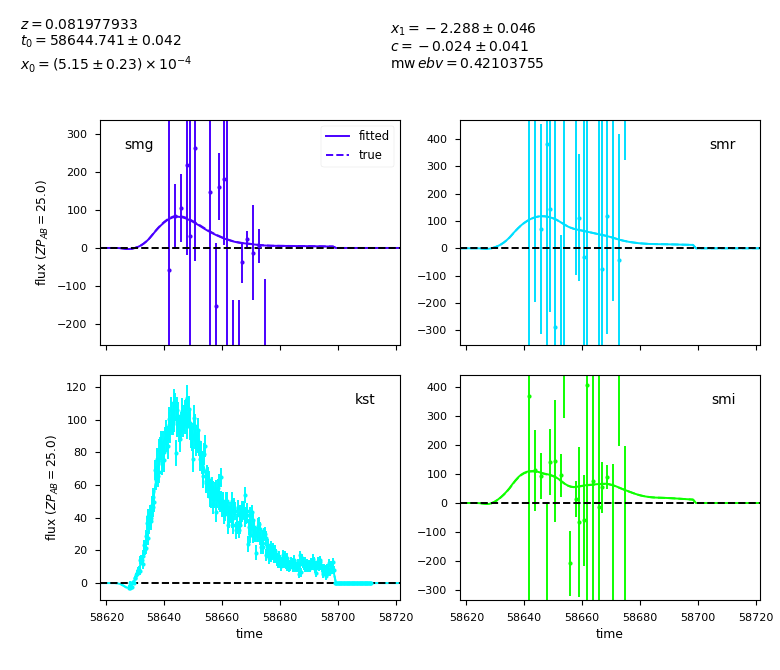 z = 0.081977933
t₀ = 58644.741 ± 0.042
x₀ = (5.15 ± 0.23) × 10⁻⁴
x₁ = −2.288 ± 0.046
c = −0.024 ± 0.041
mw ebv = 0.42103755
smg
fitted
true
300
200
100
0
−100
−200
flux (ZP_AB = 25.0)
smr
400
300
200
100
0
−100
−200
−300
kst
120
100
80
60
40
20
0
flux (ZP_AB = 25.0)
58620 58640 58660 58680 58700 58720
time
smi
400
300
200
100
0
−100
−200
−300
58620 58640 58660 58680 58700 58720
time